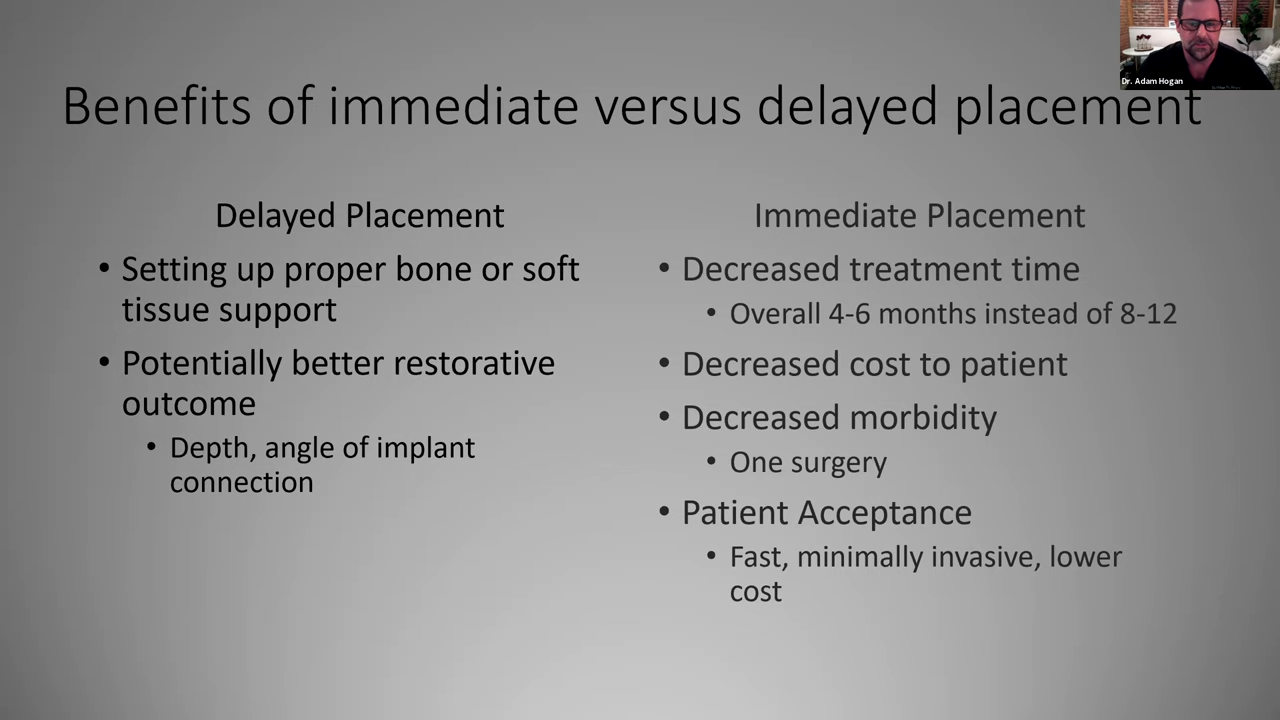 Dr. Adam Hogan
Benefits of immediate versus delayed placement
Delayed Placement
• Setting up proper bone or soft
tissue support
• Potentially better restorative
outcome
• Depth, angle of implant
connection
Immediate Placement
• Decreased treatment time
• Overall 4-6 months instead of 8-12
• Decreased cost to patient
• Decreased morbidity
• One surgery
• Patient Acceptance
• Fast, minimally invasive, lower
cost